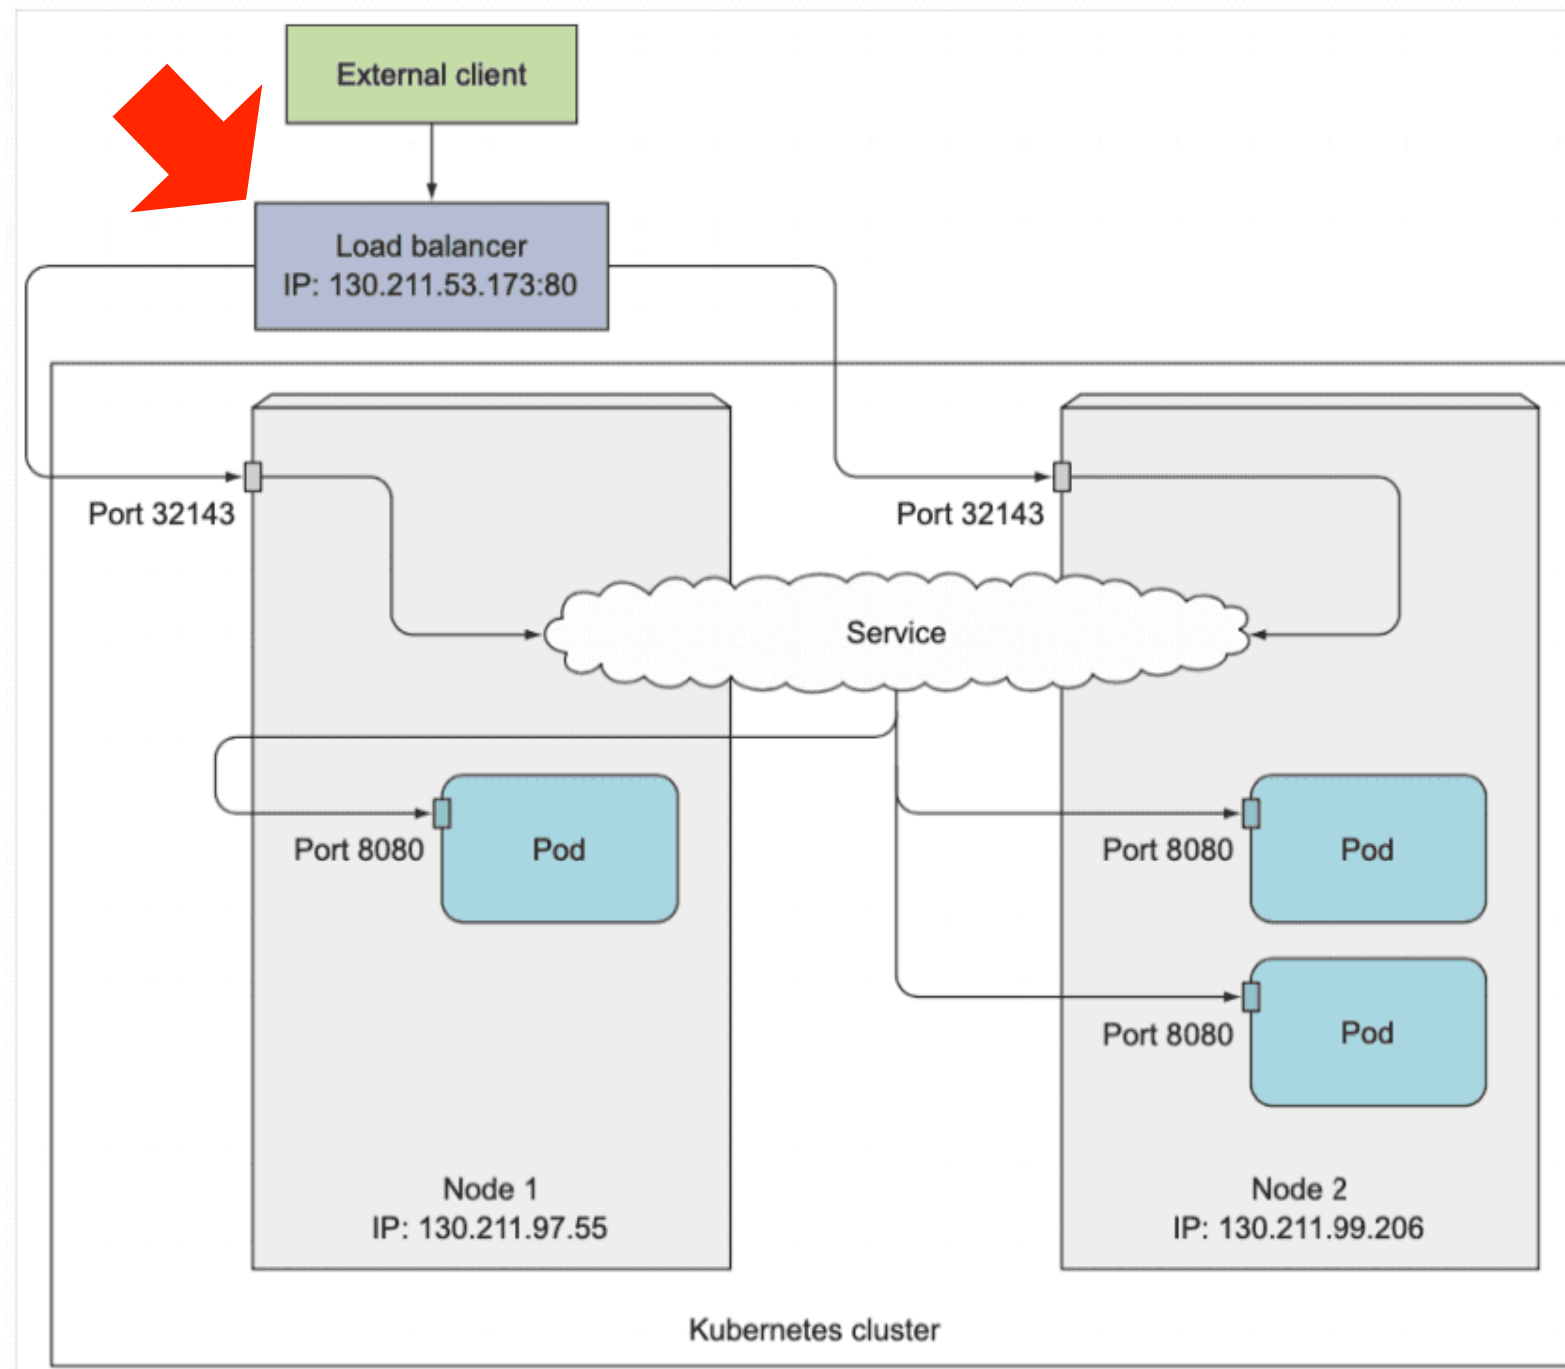 External client
Load balancer
IP: 130.211.53.173:80
Port 32143
Port 32143
Service
Port 8080
Pod
Port 8080
Pod
Port 8080
Pod
Node 1
IP: 130.211.97.55
Node 2
IP: 130.211.99.206
Kubernetes cluster